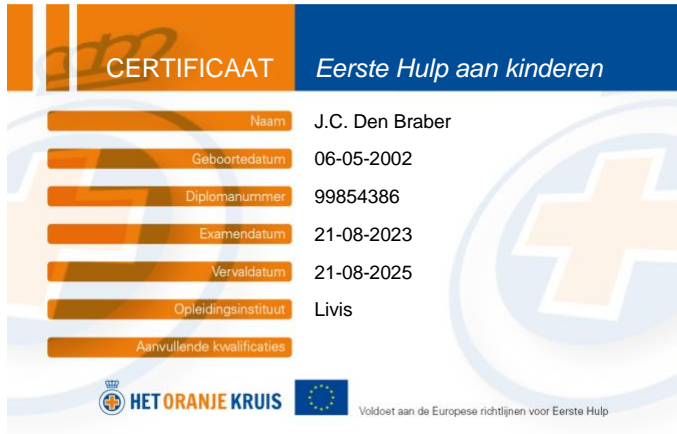 CERTIFICAAT Eerste Hulp aan kinderen
Naam J.C. Den Braber
Geboortedatum 06-05-2002
Diplomanummer 99854386
Examendatum 21-08-2023
Vervaldatum 21-08-2025
Opleidingsinstituut Livis
Aanvullende kwalificaties
HET ORANJE KRUIS Voldoet aan de Europese richtlijnen voor Eerste Hulp